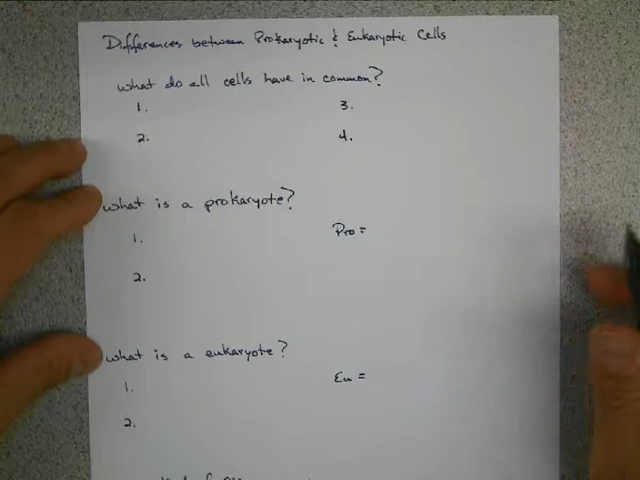 Differences between Prokaryotic & Eukaryotic Cells
What do all cells have in common?
1. 3.
2. 4.
What is a prokaryote?
1. Pro =
2.
What is a eukaryote?
1. Eu =
2.